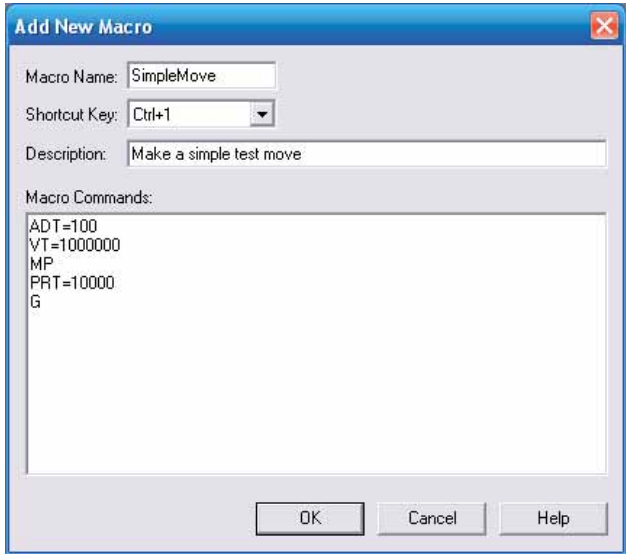 Add New Macro
Macro Name: SimpleMove
Shortcut Key: Ctrl+1
Description: Make a simple test move
Macro Commands:
ADT=100
VT=1000000
MP
PRT=10000
G
OK Cancel Help